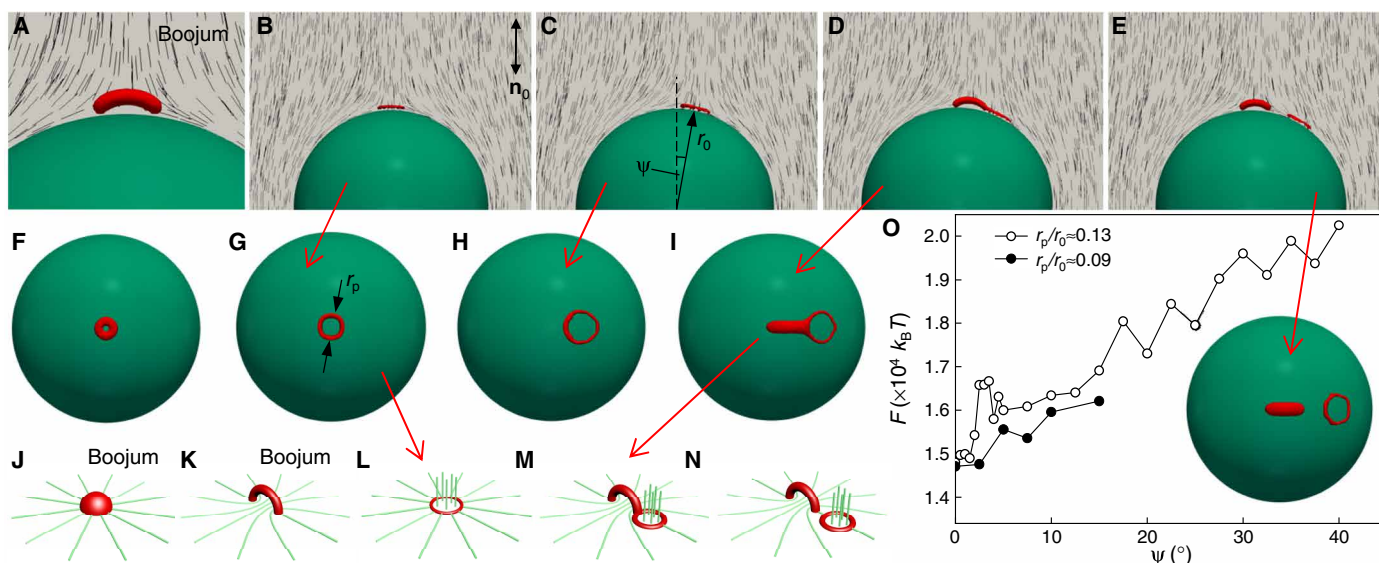 A
Boojum
B
n0
C
r0
ψ
D
E
F
G
rp
H
I
J
Boojum
K
Boojum
L
M
N
O
rp/r0≈0.13
rp/r0≈0.09
F (×10⁴ kBT)
2.0
1.9
1.8
1.7
1.6
1.5
1.4
0
10
20
30
40
ψ (°)